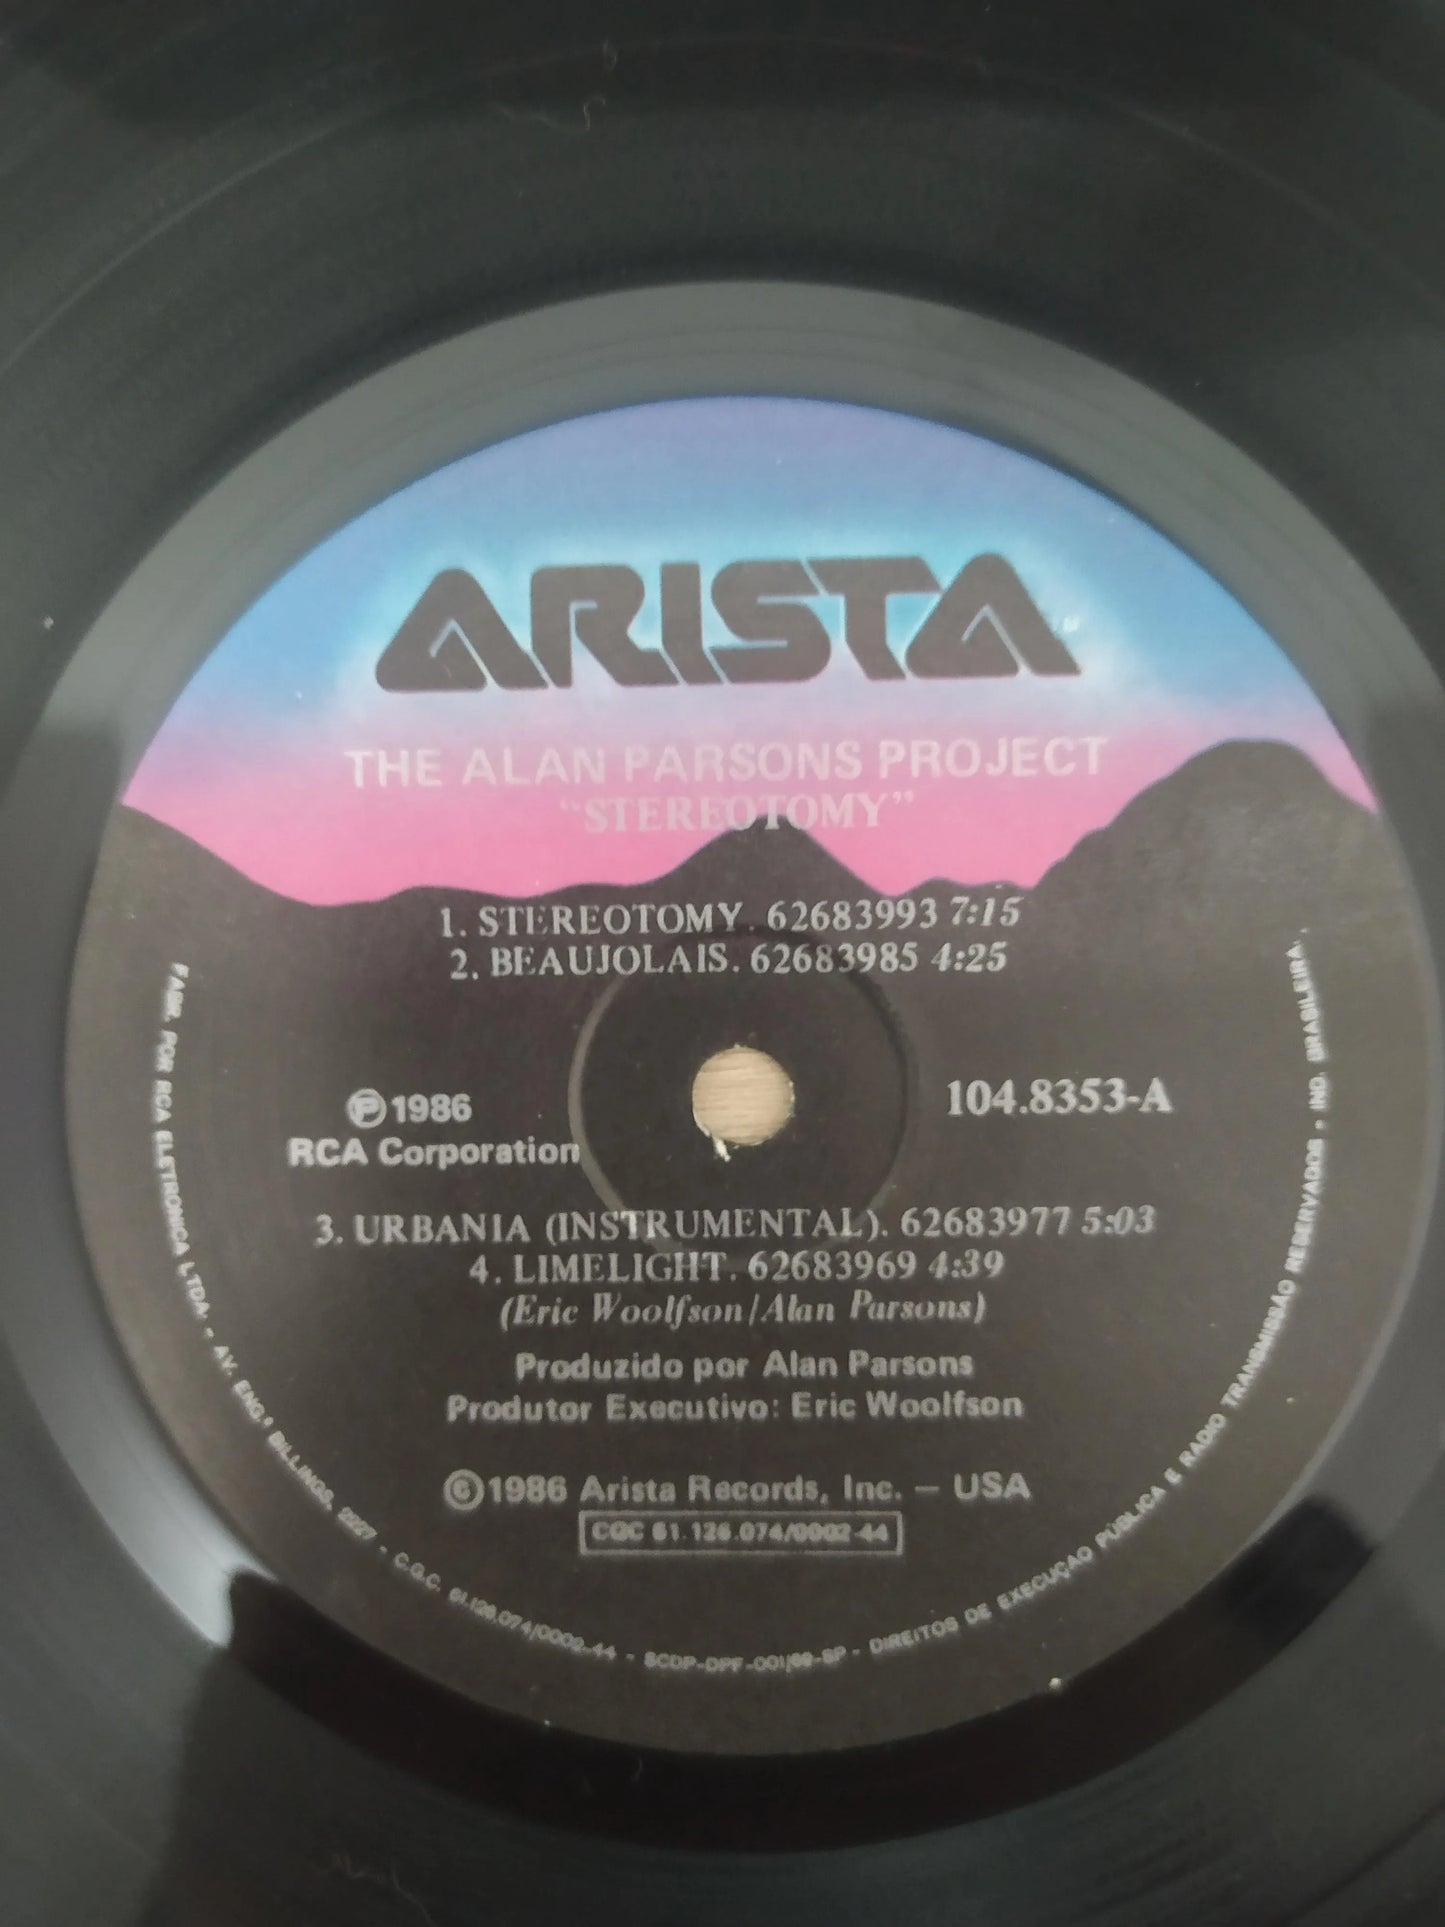 ARISTA
THE ALAN PARSONS PROJECT
"STEREOTOMY"
1. STEREOTOMY. 62683993 7:15
2. BEAUJOLAIS. 62683985 4:25
℗ 1986
RCA Corporation
104.8353-A
3. URBANIA (INSTRUMENTAL). 62683977 5:03
4. LIMELIGHT. 62683969 4:39
(Eric Woolfson/Alan Parsons)
Produzido por Alan Parsons
Produtor Executivo: Eric Woolfson
©1986 Arista Records, Inc. — USA
CGC 61.126.074/0002-44
FABR. POR RCA ELETRÔNICA LTDA. - AV. ENG.º BILLINGS, 2227 - C.G.C. 61.126.074/0002-44 - SCDP-DPF-001/69-SP - DIREITOS DE EXECUÇÃO PÚBLICA E RADIO TRANSMISSÃO RESERVADOS - IND. BRASILEIRA.